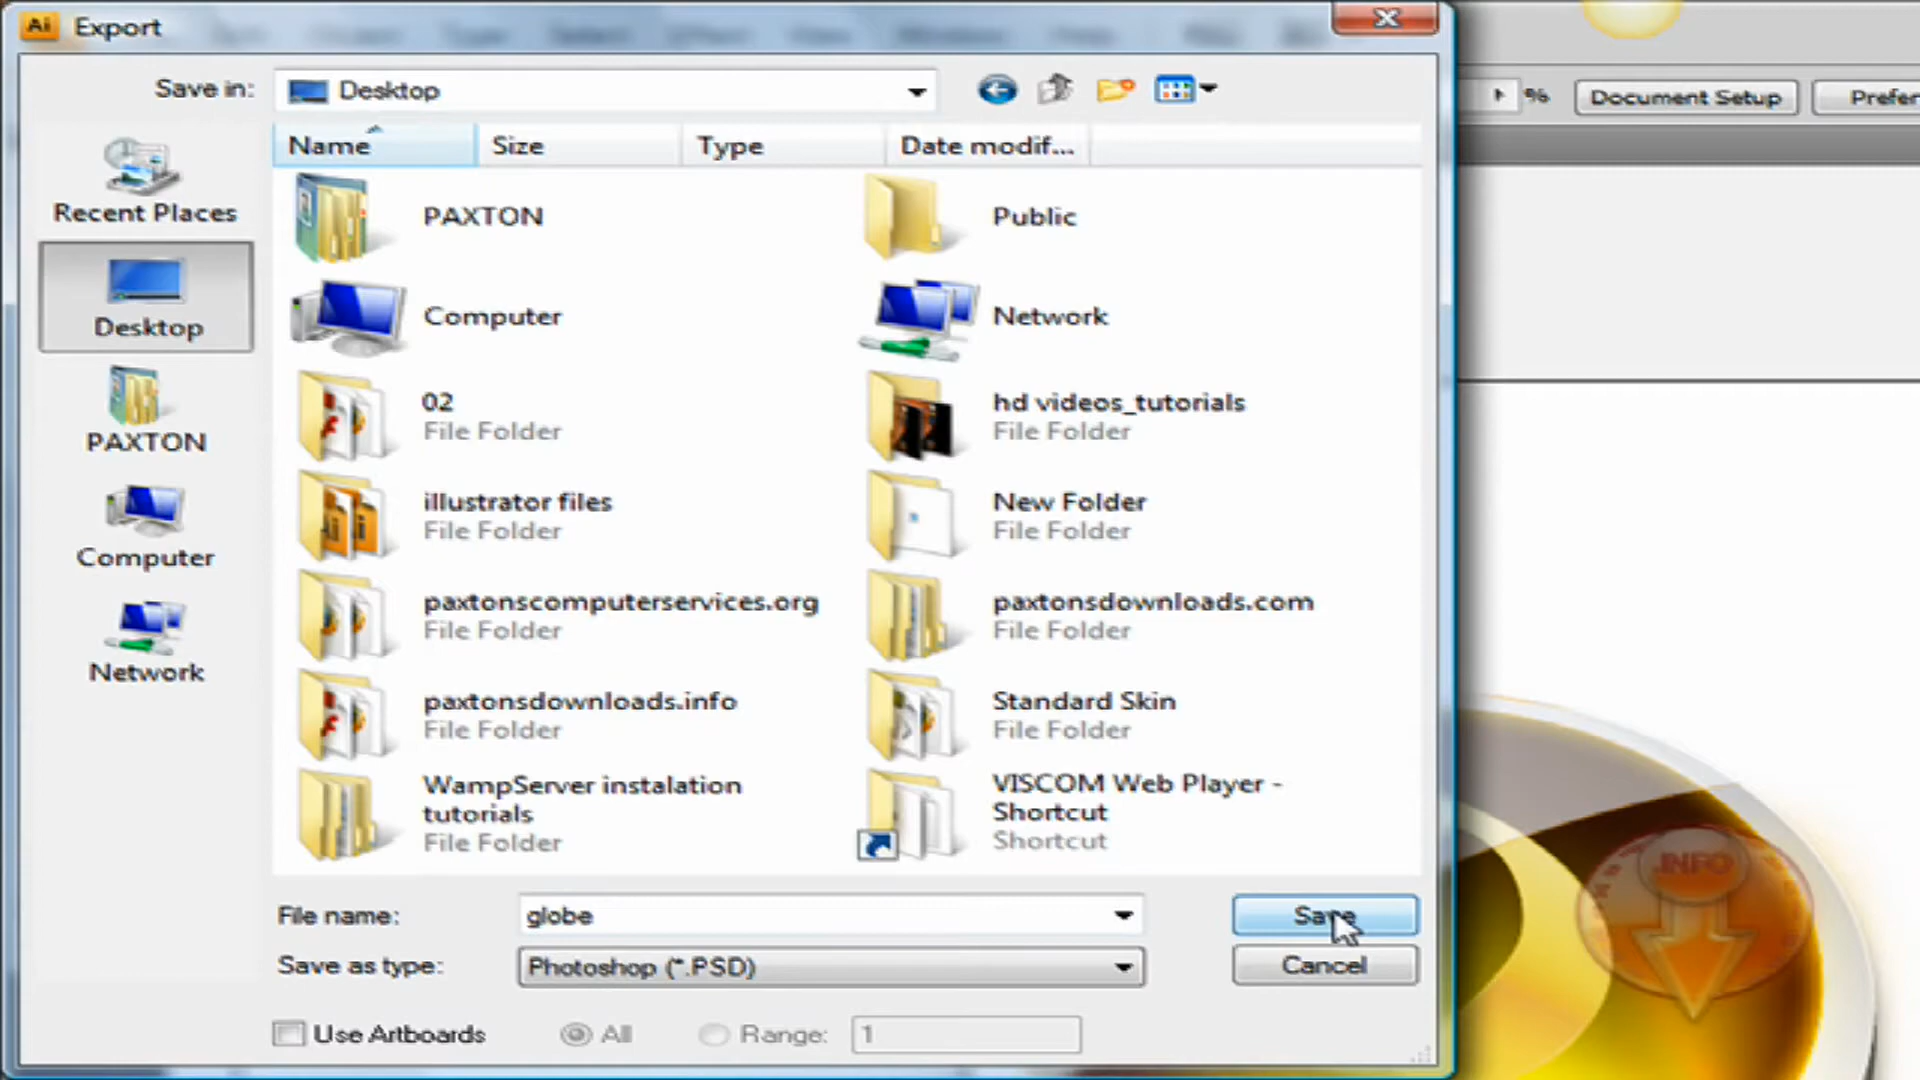 Ai Export
Save in: Desktop
% Document Setup Prefer
Name Size Type Date modif...
Recent Places
Desktop
PAXTON
Computer
Network
PAXTON
Public
Computer
Network
02
File Folder
hd videos_tutorials
File Folder
illustrator files
File Folder
New Folder
File Folder
paxtonscomputerservices.org
File Folder
paxtonsdownloads.com
File Folder
paxtonsdownloads.info
File Folder
Standard Skin
File Folder
WampServer instalation
tutorials
File Folder
VISCOM Web Player -
Shortcut
Shortcut
File name: globe Save
Save as type: Photoshop (*.PSD) Cancel
Use Artboards All Range: 1
.INFO